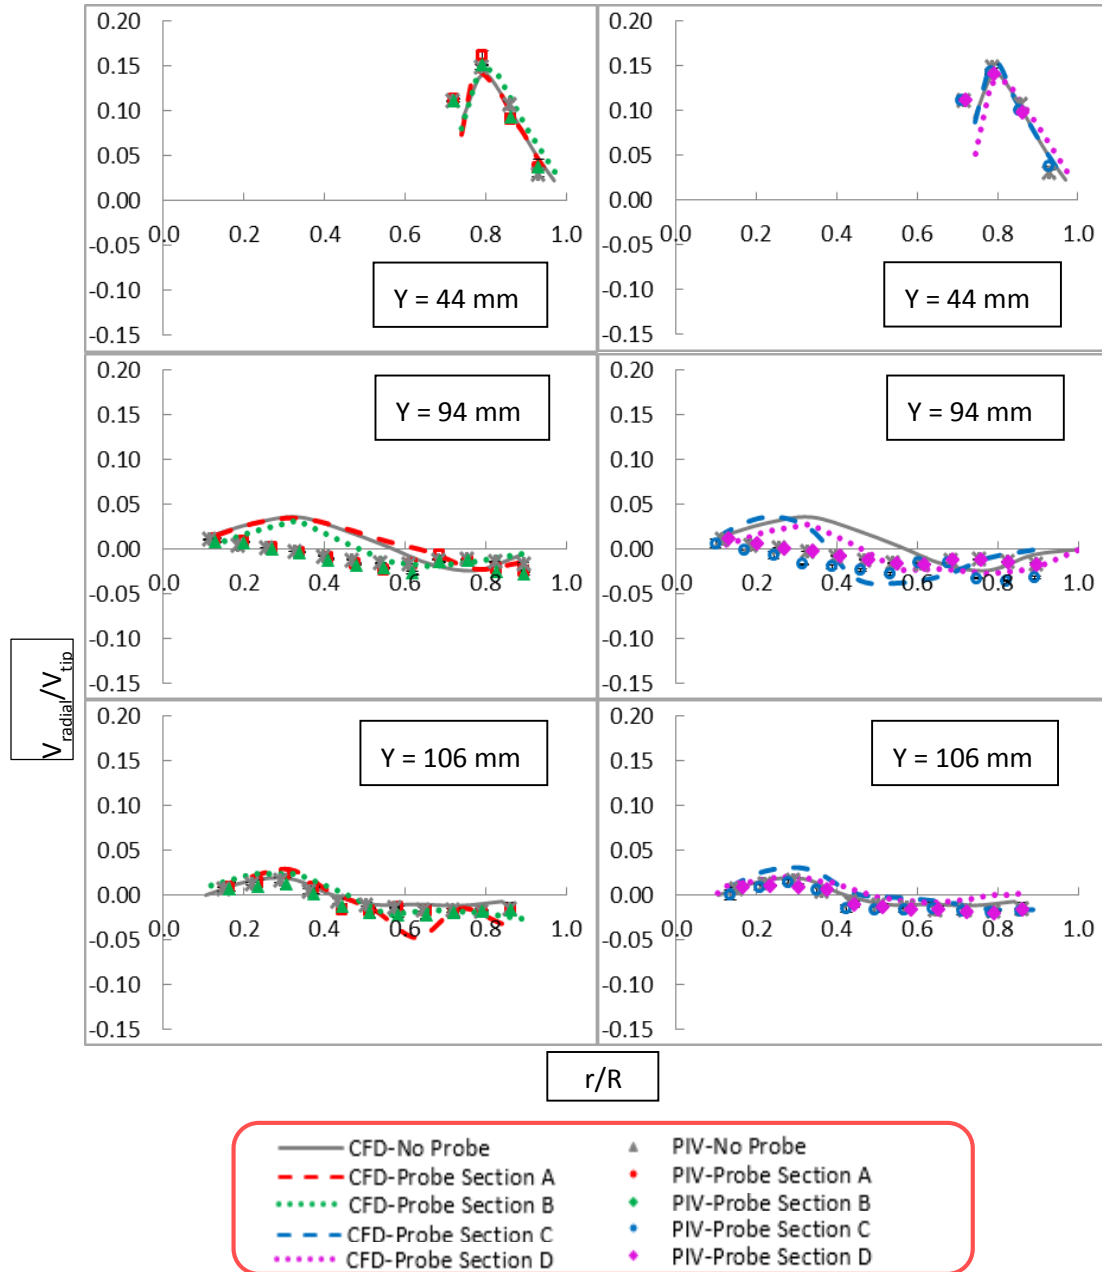 0.20 0.20
0.15 0.15
0.10 0.10
0.05 0.05
0.00 0.00
0.0 0.2 0.4 0.6 0.8 1.0 0.0 0.2 0.4 0.6 0.8 1.0
-0.05 -0.05
-0.10 -0.10
Y = 44 mm Y = 44 mm
-0.15 -0.15
0.20 0.20
Y = 94 mm Y = 94 mm
0.15 0.15
0.10 0.10
0.05 0.05
0.00 0.00
0.0 0.2 0.4 0.6 0.8 1.0 0.0 0.2 0.4 0.6 0.8 1.0
-0.05 -0.05
-0.10 -0.10
-0.15 -0.15
Vradial/Vtip
0.20 0.20
Y = 106 mm Y = 106 mm
0.15 0.15
0.10 0.10
0.05 0.05
0.00 0.00
0.0 0.2 0.4 0.6 0.8 1.0 0.0 0.2 0.4 0.6 0.8 1.0
-0.05 -0.05
-0.10 -0.10
-0.15 -0.15
r/R
CFD-No Probe PIV-No Probe
CFD-Probe Section A PIV-Probe Section A
CFD-Probe Section B PIV-Probe Section B
CFD-Probe Section C PIV-Probe Section C
CFD-Probe Section D PIV-Probe Section D